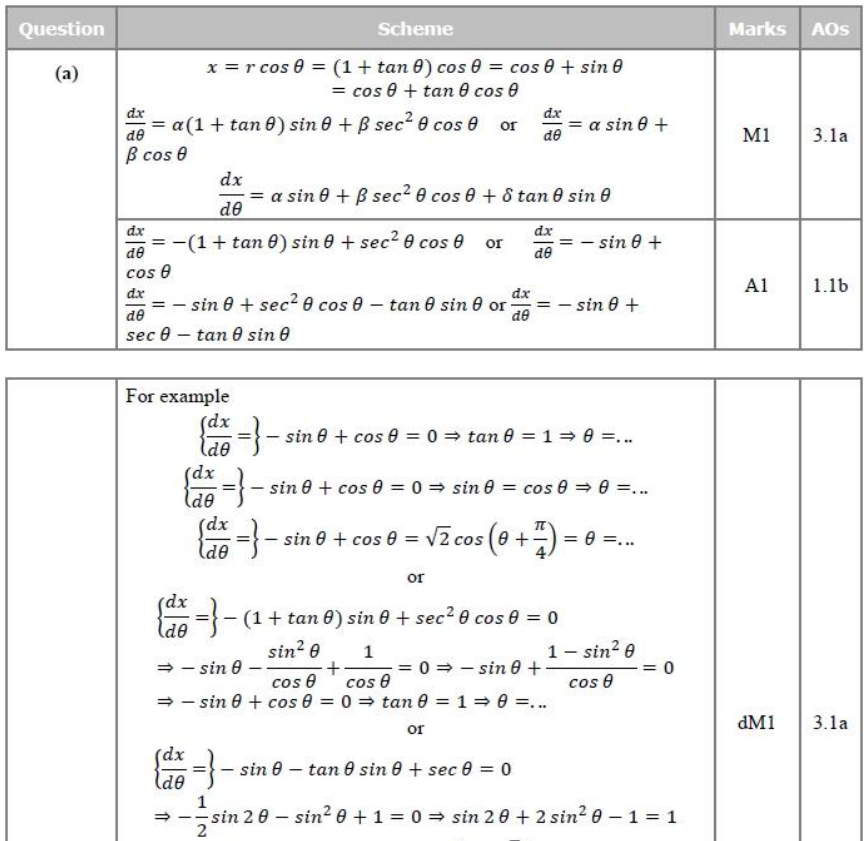 Question Scheme Marks AOs
(a) x = r cos θ = (1 + tan θ) cos θ = cos θ + sin θ
= cos θ + tan θ cos θ
dx/dθ = α(1 + tan θ) sin θ + β sec² θ cos θ or dx/dθ = α sin θ +
β cos θ
M1 3.1a
dx/dθ = α sin θ + β sec² θ cos θ + δ tan θ sin θ
dx/dθ = −(1 + tan θ) sin θ + sec² θ cos θ or dx/dθ = − sin θ +
cos θ
A1 1.1b
dx/dθ = − sin θ + sec² θ cos θ − tan θ sin θ or dx/dθ = − sin θ +
sec θ − tan θ sin θ
For example
{dx/dθ =} − sin θ + cos θ = 0 ⇒ tan θ = 1 ⇒ θ =...
{dx/dθ =} − sin θ + cos θ = 0 ⇒ sin θ = cos θ ⇒ θ =...
{dx/dθ =} − sin θ + cos θ = √2 cos (θ + π/4) = θ =...
or
{dx/dθ =} − (1 + tan θ) sin θ + sec² θ cos θ = 0
⇒ − sin θ − sin² θ/cos θ + 1/cos θ = 0 ⇒ − sin θ + (1 − sin² θ)/cos θ = 0
⇒ − sin θ + cos θ = 0 ⇒ tan θ = 1 ⇒ θ =...
or
dM1 3.1a
{dx/dθ =} − sin θ − tan θ sin θ + sec θ = 0
⇒ − 1/2 sin 2 θ − sin² θ + 1 = 0 ⇒ sin 2 θ + 2 sin² θ − 1 = 1